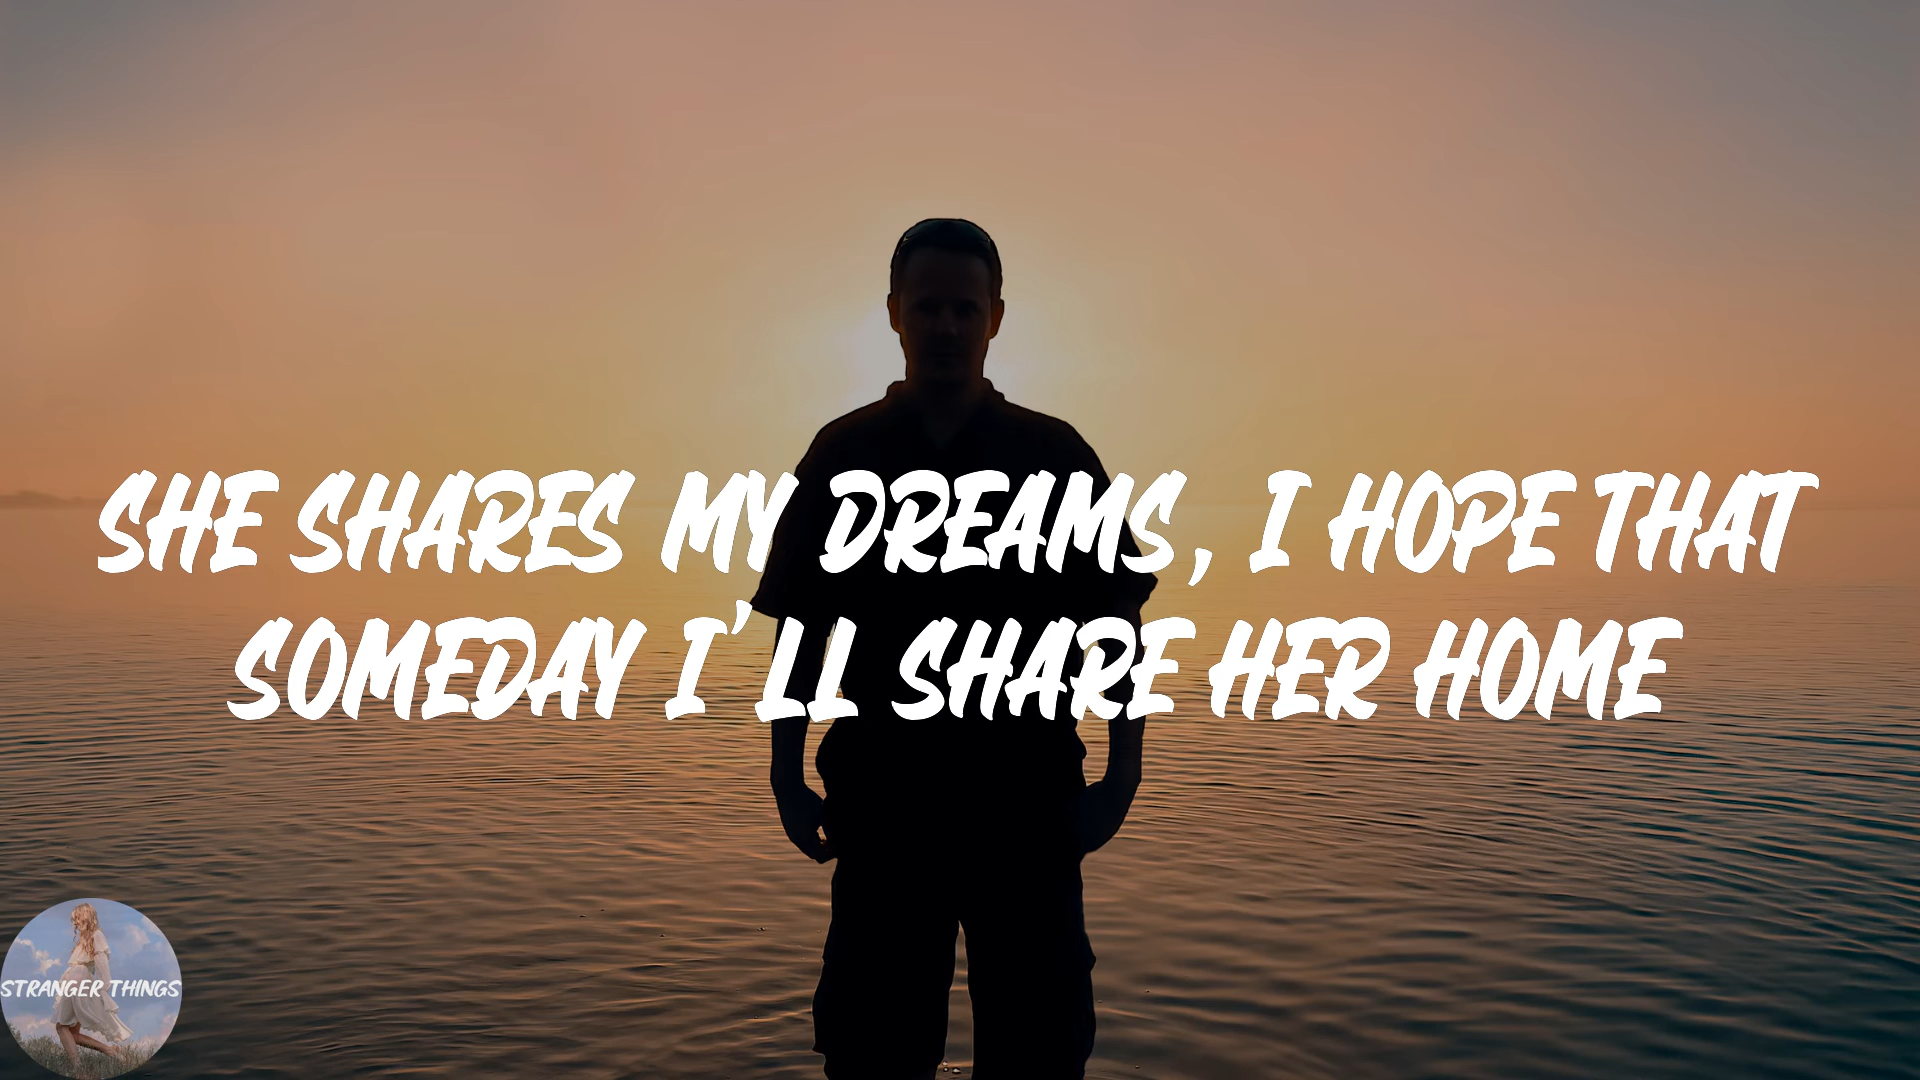 SHE SHARES MY DREAMS, I HOPE THAT
SOMEDAY I'LL SHARE HER HOME
STRANGER THINGS